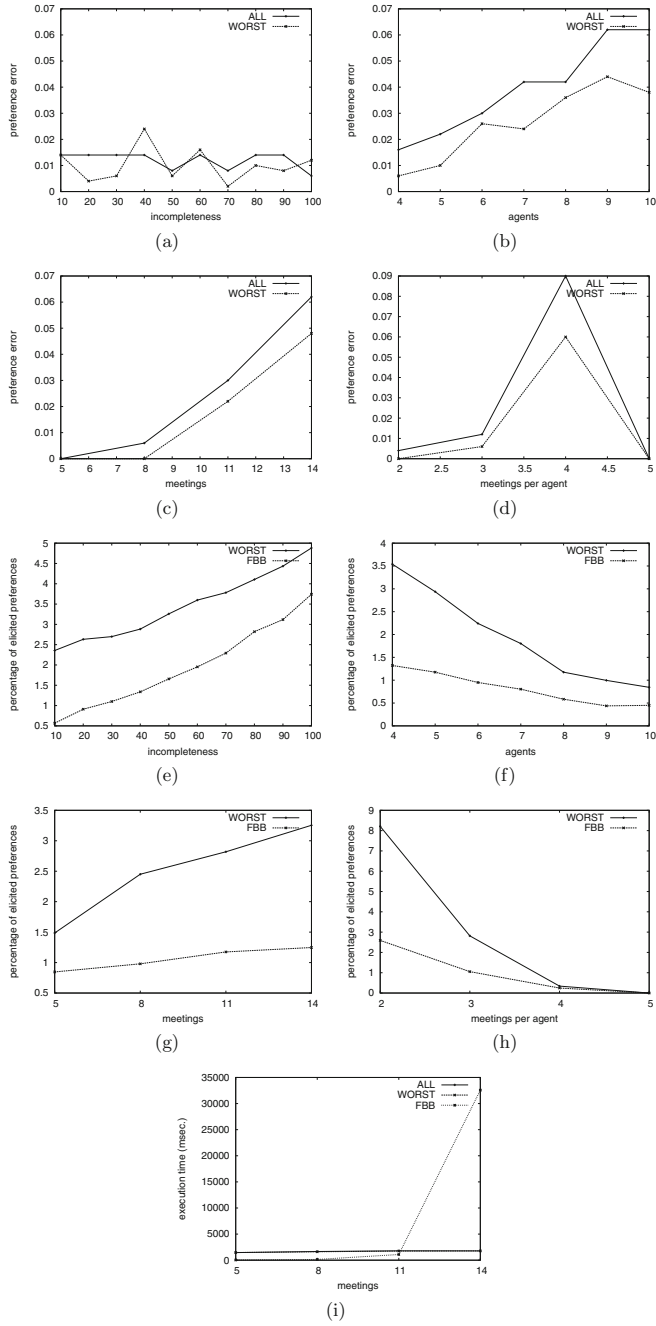 0.07
0.06
0.05
0.04
0.03
0.02
0.01
0
preference error
10 20 30 40 50 60 70 80 90 100
incompleteness
ALL
WORST
(a)
0.07
0.06
0.05
0.04
0.03
0.02
0.01
0
preference error
4 5 6 7 8 9 10
agents
ALL
WORST
(b)
0.07
0.06
0.05
0.04
0.03
0.02
0.01
0
preference error
5 6 7 8 9 10 11 12 13 14
meetings
ALL
WORST
(c)
0.09
0.08
0.07
0.06
0.05
0.04
0.03
0.02
0.01
0
preference error
2 2.5 3 3.5 4 4.5 5
meetings per agent
ALL
WORST
(d)
5
4.5
4
3.5
3
2.5
2
1.5
1
0.5
percentage of elicited preferences
10 20 30 40 50 60 70 80 90 100
incompleteness
WORST
FBB
(e)
4
3.5
3
2.5
2
1.5
1
0.5
0
percentage of elicited preferences
4 5 6 7 8 9 10
agents
WORST
FBB
(f)
3.5
3
2.5
2
1.5
1
0.5
percentage of elicited preferences
5 8 11 14
meetings
WORST
FBB
(g)
9
8
7
6
5
4
3
2
1
0
percentage of elicited preferences
2 3 4 5
meetings per agent
WORST
FBB
(h)
35000
30000
25000
20000
15000
10000
5000
0
execution time (msec.)
5 8 11 14
meetings
ALL
WORST
FBB
(i)